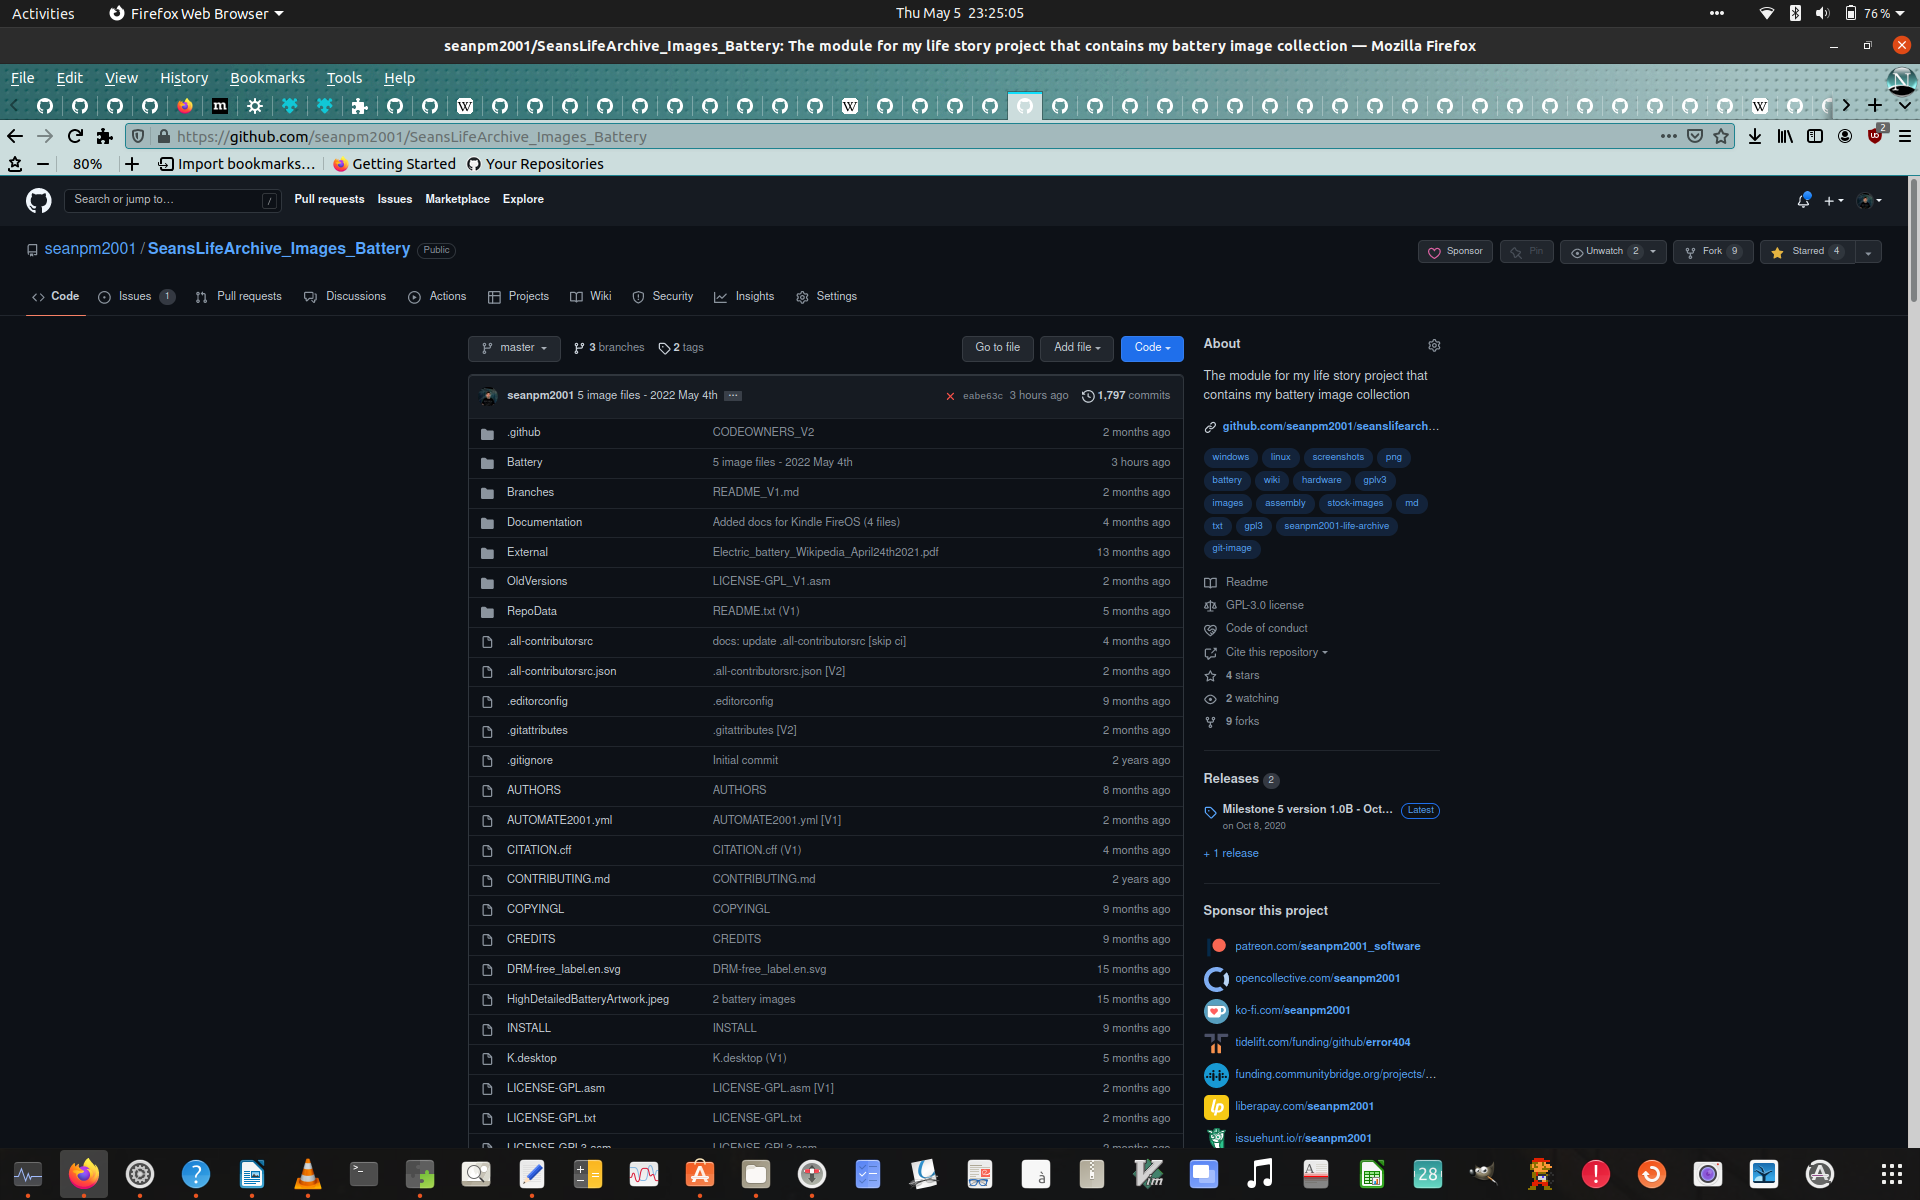 Activities Firefox Web Browser Thu May 5 23:25:05 76 %
seanpm2001/SeansLifeArchive_Images_Battery: The module for my life story project that contains my battery image collection — Mozilla Firefox
File Edit View History Bookmarks Tools Help
https://github.com/seanpm2001/SeansLifeArchive_Images_Battery 2
80% Import bookmarks… Getting Started Your Repositories
Search or jump to… / Pull requests Issues Marketplace Explore
seanpm2001 / SeansLifeArchive_Images_Battery Public Sponsor Pin Unwatch 2 Fork 9 Starred 4
Code Issues 1 Pull requests Discussions Actions Projects Wiki Security Insights Settings
master 3 branches 2 tags Go to file Add file Code
seanpm2001 5 image files - 2022 May 4th ... eabe63c 3 hours ago 1,797 commits
.github CODEOWNERS_V2 2 months ago
Battery 5 image files - 2022 May 4th 3 hours ago
Branches README_V1.md 2 months ago
Documentation Added docs for Kindle FireOS (4 files) 4 months ago
External Electric_battery_Wikipedia_April24th2021.pdf 13 months ago
OldVersions LICENSE-GPL_V1.asm 2 months ago
RepoData README.txt (V1) 5 months ago
.all-contributorsrc docs: update .all-contributorsrc [skip ci] 4 months ago
.all-contributorsrc.json .all-contributorsrc.json [V2] 2 months ago
.editorconfig .editorconfig 9 months ago
.gitattributes .gitattributes [V2] 2 months ago
.gitignore Initial commit 2 years ago
AUTHORS AUTHORS 8 months ago
AUTOMATE2001.yml AUTOMATE2001.yml [V1] 2 months ago
CITATION.cff CITATION.cff (V1) 4 months ago
CONTRIBUTING.md CONTRIBUTING.md 2 years ago
COPYINGL COPYINGL 9 months ago
CREDITS CREDITS 9 months ago
DRM-free_label.en.svg DRM-free_label.en.svg 15 months ago
HighDetailedBatteryArtwork.jpeg 2 battery images 15 months ago
INSTALL INSTALL 9 months ago
K.desktop K.desktop (V1) 5 months ago
LICENSE-GPL.asm LICENSE-GPL.asm [V1] 2 months ago
LICENSE-GPL.txt LICENSE-GPL.txt 2 months ago
LICENSE-GPL3.asm LICENSE-GPL3.asm 2 months ago
About
The module for my life story project that
contains my battery image collection
github.com/seanpm2001/seanslifearch…
windows linux screenshots png
battery wiki hardware gplv3
images assembly stock-images md
txt gpl3 seanpm2001-life-archive
git-image
Readme
GPL-3.0 license
Code of conduct
Cite this repository
4 stars
2 watching
9 forks
Releases 2
Milestone 5 version 1.0B - Oct… Latest
on Oct 8, 2020
+ 1 release
Sponsor this project
patreon.com/seanpm2001_software
opencollective.com/seanpm2001
ko-fi.com/seanpm2001
tidelift.com/funding/github/error404
funding.communitybridge.org/projects/…
liberapay.com/seanpm2001
issuehunt.io/r/seanpm2001
28